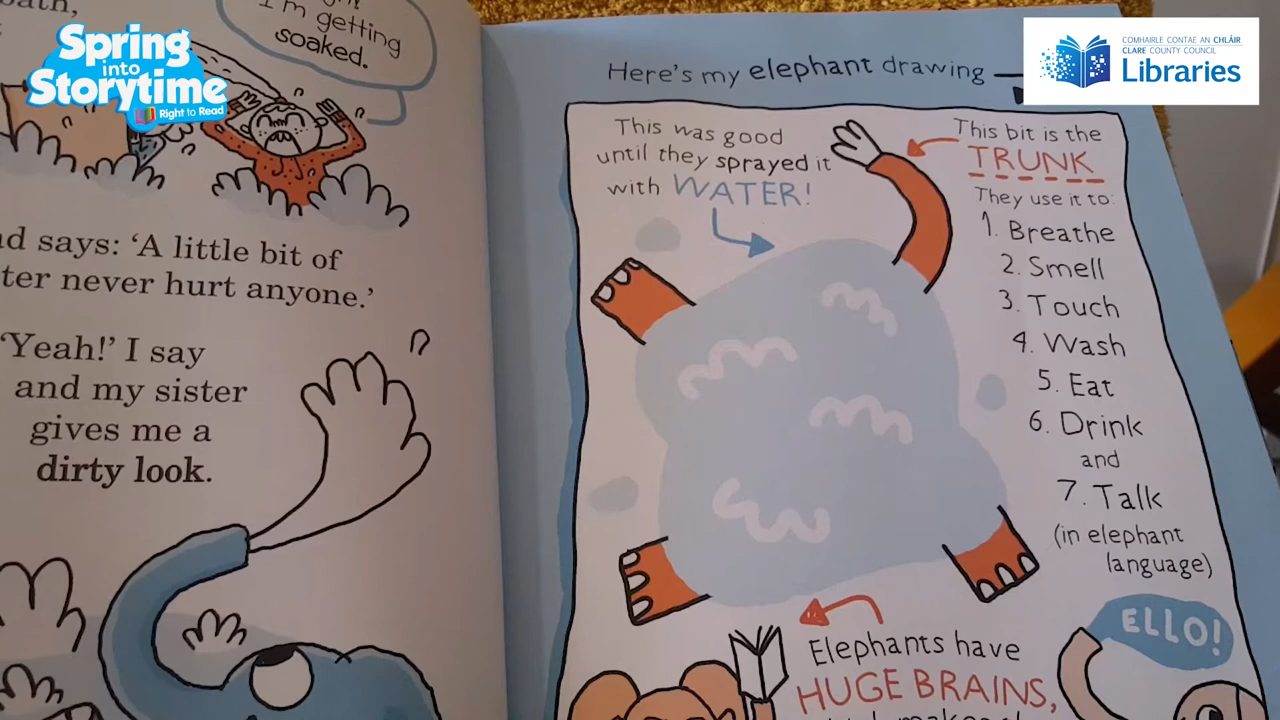 Spring
into
Storytime
Right to Read
COMHAIRLE CONTAE AN CHLÁIR
CLARE COUNTY COUNCIL
Libraries
I'm getting
soaked.
says: 'A little bit of
never hurt anyone.'
'Yeah!' I say
and my sister
gives me a
dirty look.
Here's my elephant drawing
This was good
until they sprayed it
with WATER!
This bit is the
TRUNK
They use it to:
1. Breathe
2. Smell
3. Touch
4. Wash
5. Eat
6. Drink
and
7. Talk
(in elephant
language)
ELLO!
Elephants have
HUGE BRAINS,